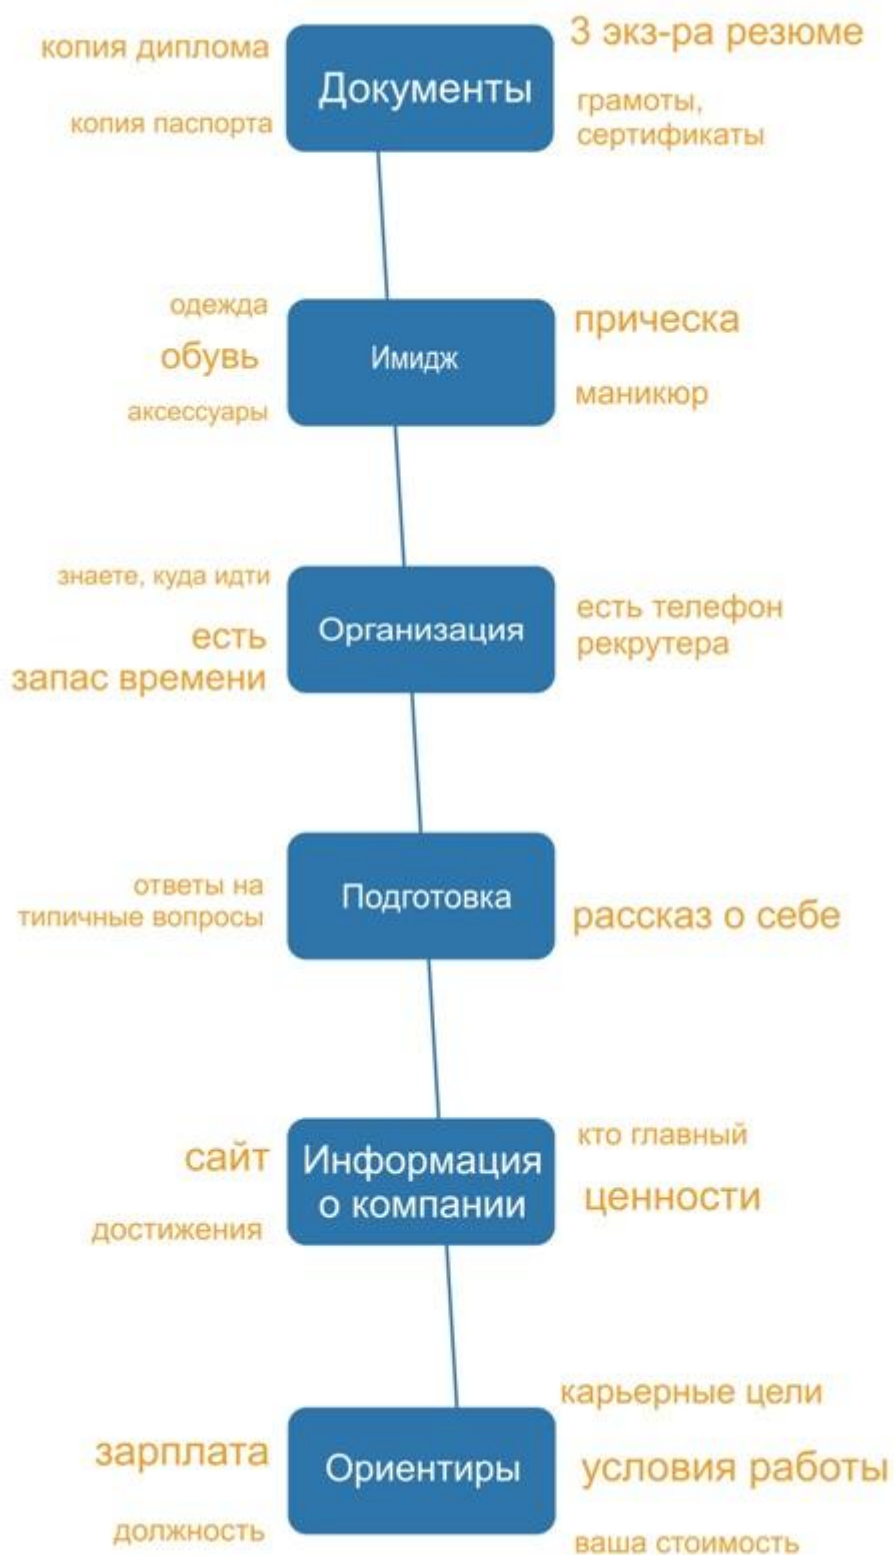 копия диплома
копия паспорта
Документы
3 экз-ра резюме
грамоты,
сертификаты
одежда
обувь
аксессуары
Имидж
прическа
маникюр
знаете, куда идти
есть
запас времени
Организация
есть телефон
рекрутера
ответы на
типичные вопросы
Подготовка
рассказ о себе
сайт
достижения
Информация
о компании
кто главный
ценности
зарплата
должность
Ориентиры
карьерные цели
условия работы
ваша стоимость